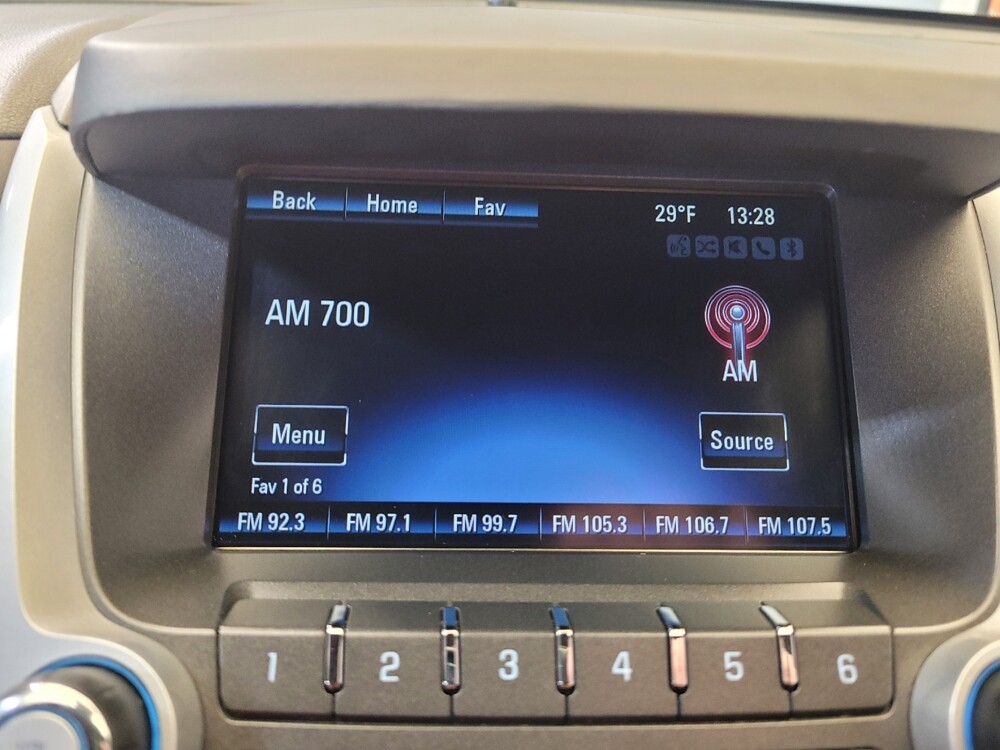 Back Home Fav 29°F 13:28
AM 700
AM
Menu Source
Fav 1 of 6
FM 92.3 FM 97.1 FM 99.7 FM 105.3 FM 106.7 FM 107.5
1 2 3 4 5 6